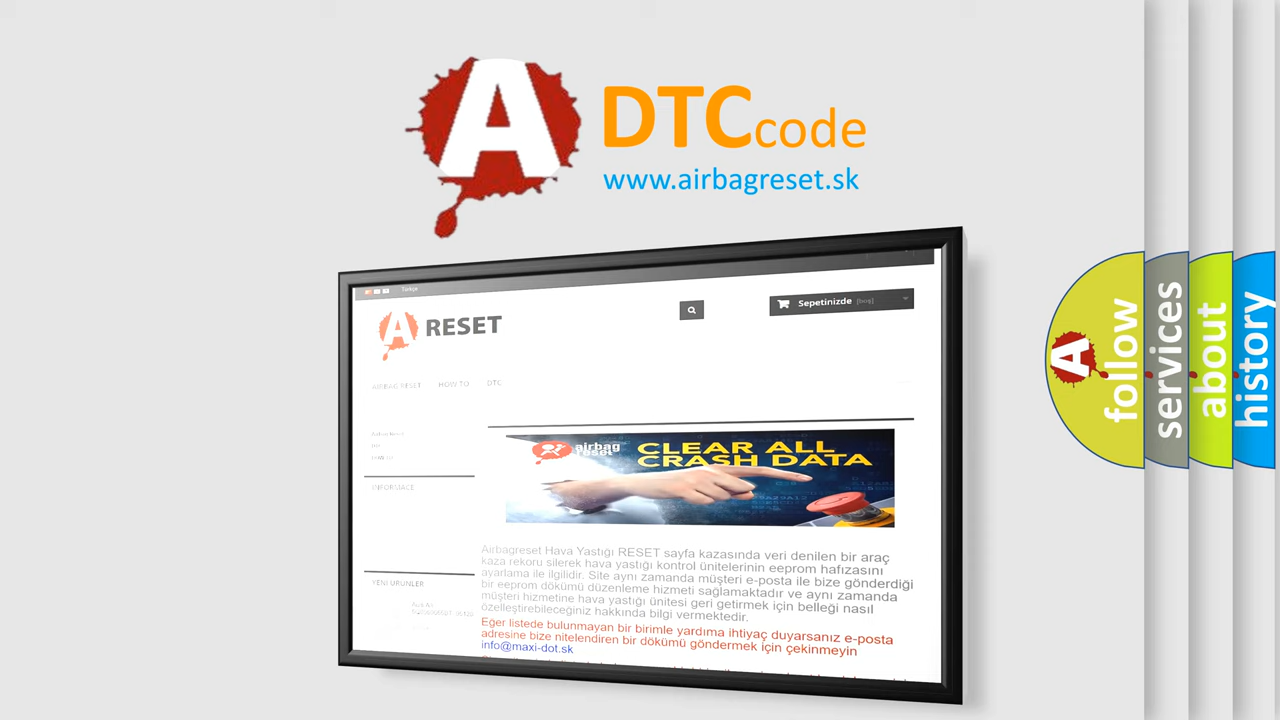 A DTCcode
www.airbagreset.sk
Türkçe
A RESET
Sepetinizde
AIRBAG RESET HOW TO DTC
INFORMACE
airbag
reset
CLEAR ALL
CRASH DATA
Airbagreset Hava Yastığı RESET sayfa kazasında veri denilen bir araç
kaza rekoru silerek hava yastığı kontrol ünitelerinin eeprom hafızasını
ayarlama ile ilgilidir. Site aynı zamanda müşteri e-posta ile bize gönderdiği
bir eeprom dökümü düzenleme hizmeti sağlamaktadır ve aynı zamanda
müşteri hizmetine hava yastığı ünitesi geri getirmek için belleği nasıl
özelleştirebileceğiniz hakkında bilgi vermektedir.
Eğer listede bulunmayan bir birimle yardıma ihtiyaç duyarsanız e-posta
adresine bize nitelendiren bir dökümü göndermek için çekinmeyin
info@maxi-dot.sk
YENİ ÜRÜNLER
A follow
services
about
history